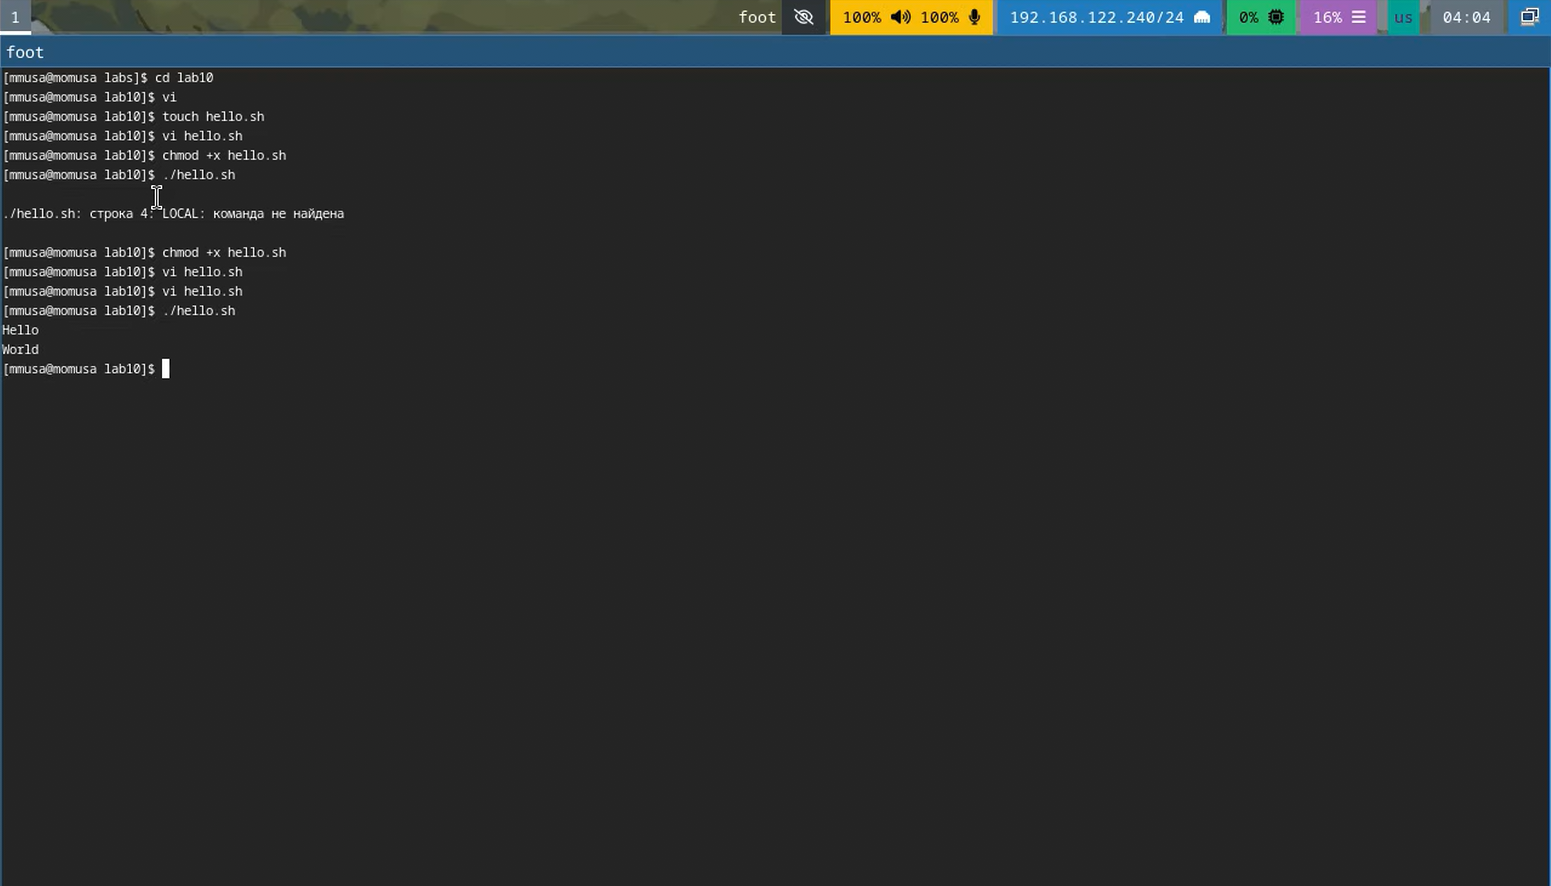 1
foot
100% 100%
192.168.122.240/24
0%
16%
us
04:04
foot
[mmusa@momusa labs]$ cd lab10
[mmusa@momusa lab10]$ vi
[mmusa@momusa lab10]$ touch hello.sh
[mmusa@momusa lab10]$ vi hello.sh
[mmusa@momusa lab10]$ chmod +x hello.sh
[mmusa@momusa lab10]$ ./hello.sh
./hello.sh: строка 4: LOCAL: команда не найдена
[mmusa@momusa lab10]$ chmod +x hello.sh
[mmusa@momusa lab10]$ vi hello.sh
[mmusa@momusa lab10]$ vi hello.sh
[mmusa@momusa lab10]$ ./hello.sh
Hello
World
[mmusa@momusa lab10]$